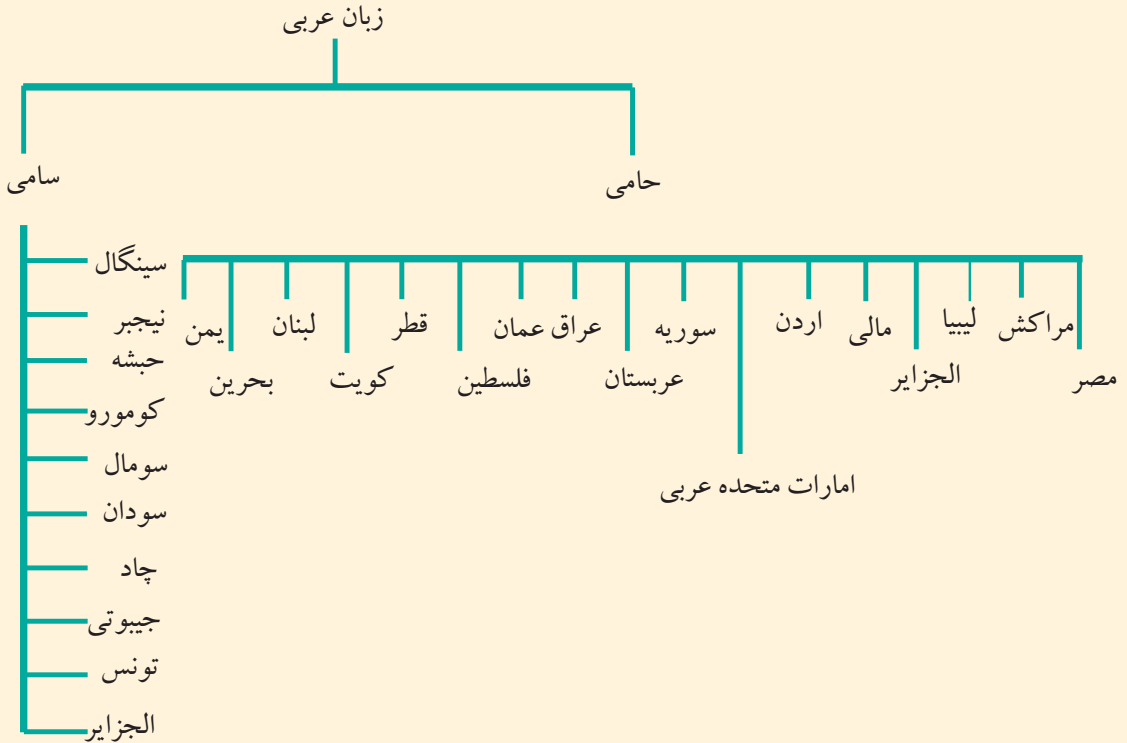 زبان عربی
حامی
سامی
مصر
مراکش
لیبیا
الجزایر
مالی
اردن
امارات متحده عربی
سوریه
عربستان
عراق
عمان
فلسطین
قطر
کویت
لبنان
بحرین
یمن
سینگال
نیجبر
حبشه
کومورو
سومال
سودان
چاد
جیبوتی
تونس
الجزایر